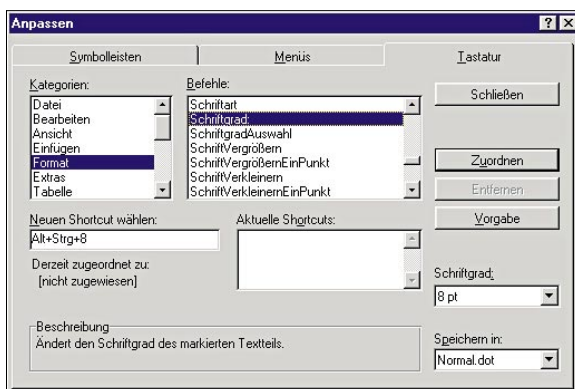 Anpassen
Symbolleisten
Menüs
Tastatur
Kategorien:
Datei
Bearbeiten
Ansicht
Einfügen
Format
Extras
Tabelle
Befehle:
Schriftart
Schriftgrad:
SchriftgradAuswahl
SchriftVergrößern
SchriftVergrößernEinPunkt
SchriftVerkleinern
SchriftVerkleinernEinPunkt
Schließen
Zuordnen
Entfernen
Vorgabe
Neuen Shortcut wählen:
Alt+Strg+8
Aktuelle Shortcuts:
Derzeit zugeordnet zu:
[nicht zugewiesen]
Schriftgrad:
8 pt
Beschreibung
Ändert den Schriftgrad des markierten Textteils.
Speichern in:
Normal.dot